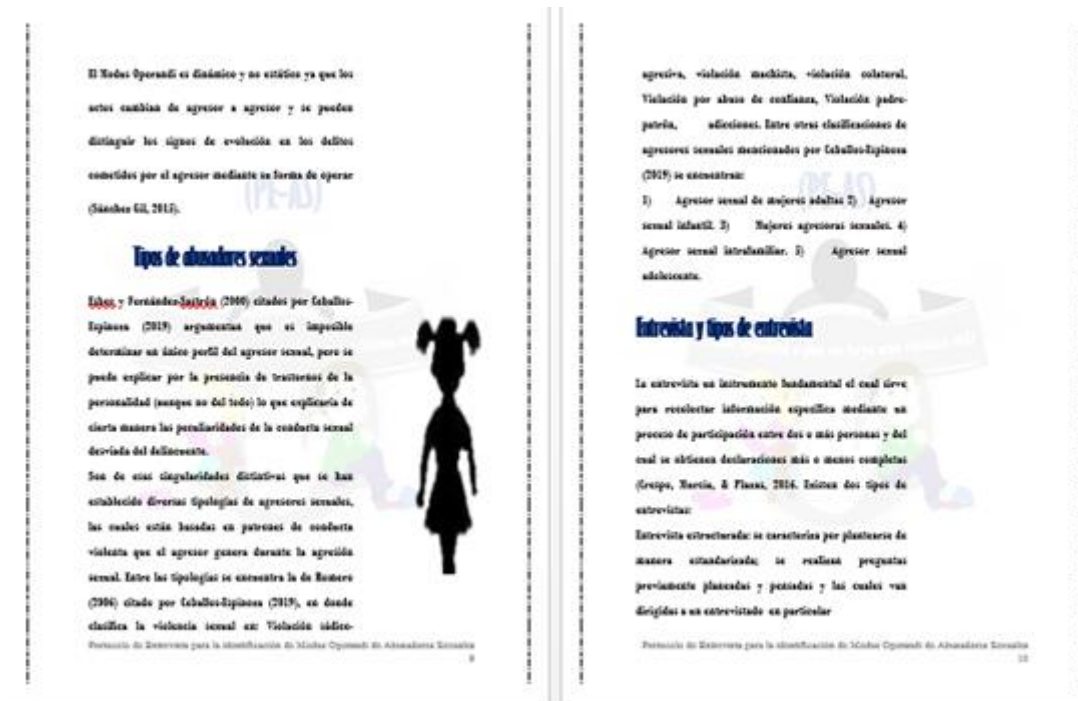 El Modus Operandi es dinámico y no estático ya que los
actos cambian de agresor a agresor y se pueden
distinguir los signos de evolución en los delitos
cometidos por el agresor mediante su forma de operar
(Sánchez Gil, 2015).
(PE-AS)
Tipos de abusadores sexuales
y Fernández- (2000) citados por Ceballos-
Espinosa (2019) argumentan que es imposible
determinar un único perfil del agresor sexual, pero se
puede explicar por la presencia de trastornos de la
personalidad (aunque no del todo) lo que explicaría de
cierta manera las peculiaridades de la conducta sexual
desviada del delincuente.
Son de esas singularidades distintivas que se han
establecido diversas tipologías de agresores sexuales,
las cuales están basadas en patrones de conducta
violenta que el agresor genera durante la agresión
sexual. Entre las tipologías se encuentra la de Romero
(2006) citado por Ceballos-Espinosa (2019), en donde
clasifica la violencia sexual en: Violación sádico-
Protocolo de Entrevista para la identificación de Modus Operandi de Abusadores Sexuales
9
agresiva, violación machista, violación colateral,
Violación por abuso de confianza, Violación padre-
patrón, adicciones. Entre otras clasificaciones de
agresores sexuales mencionados por Ceballos-Espinosa
(2019) se encuentran:
(PE-AS)
1) Agresor sexual de mujeres adultas 2) Agresor
sexual infantil. 3) Mujeres agresoras sexuales. 4)
Agresor sexual intrafamiliar. 5) Agresor sexual
adolescente.
Entrevista y tipos de entrevista
La entrevista un instrumento fundamental el cual sirve
para recolectar información específica mediante un
proceso de participación entre dos o más personas y del
cual se obtienen declaraciones más o menos completas
(Crespo, Murcia, & Planas, 2016. Existen dos tipos de
entrevistas:
Entrevista estructurada: se caracteriza por plantearse de
manera estandarizada; se realizan preguntas
previamente planeadas y pensadas y las cuales van
dirigidas a un entrevistado en particular
Protocolo de Entrevista para la identificación de Modus Operandi de Abusadores Sexuales
10